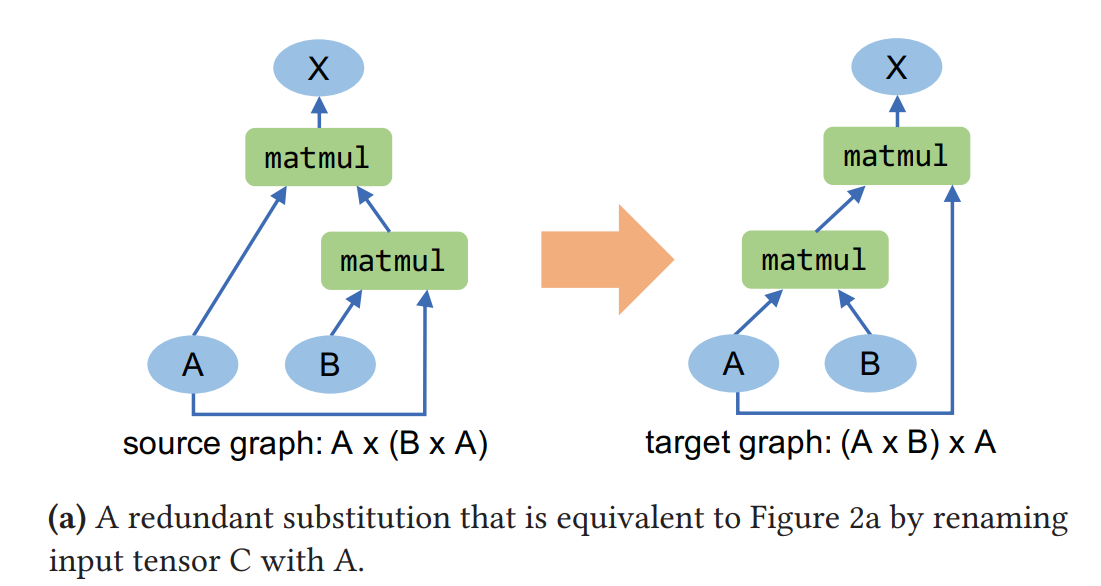 X
matmul
matmul
A
B
source graph: A x (B x A)
X
matmul
matmul
A
B
target graph: (A x B) x A
(a) A redundant substitution that is equivalent to Figure 2a by renaming
input tensor C with A.